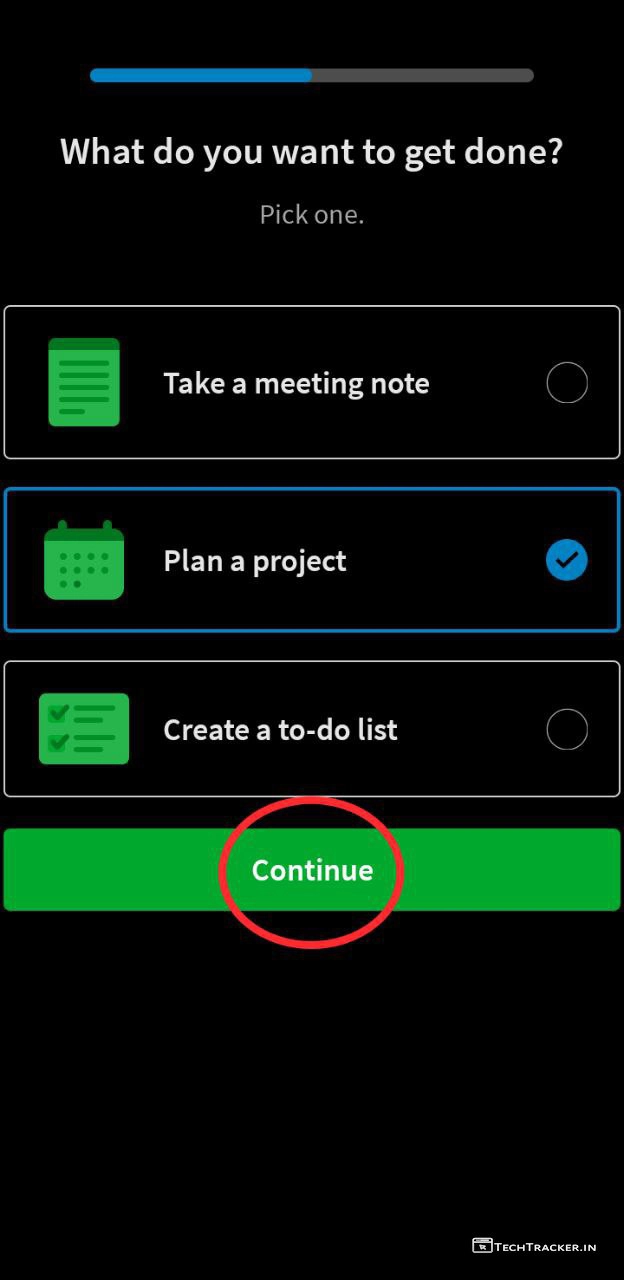 What do you want to get done?
Pick one.
Take a meeting note
Plan a project
Create a to-do list
Continue
TECHTRACKER.IN